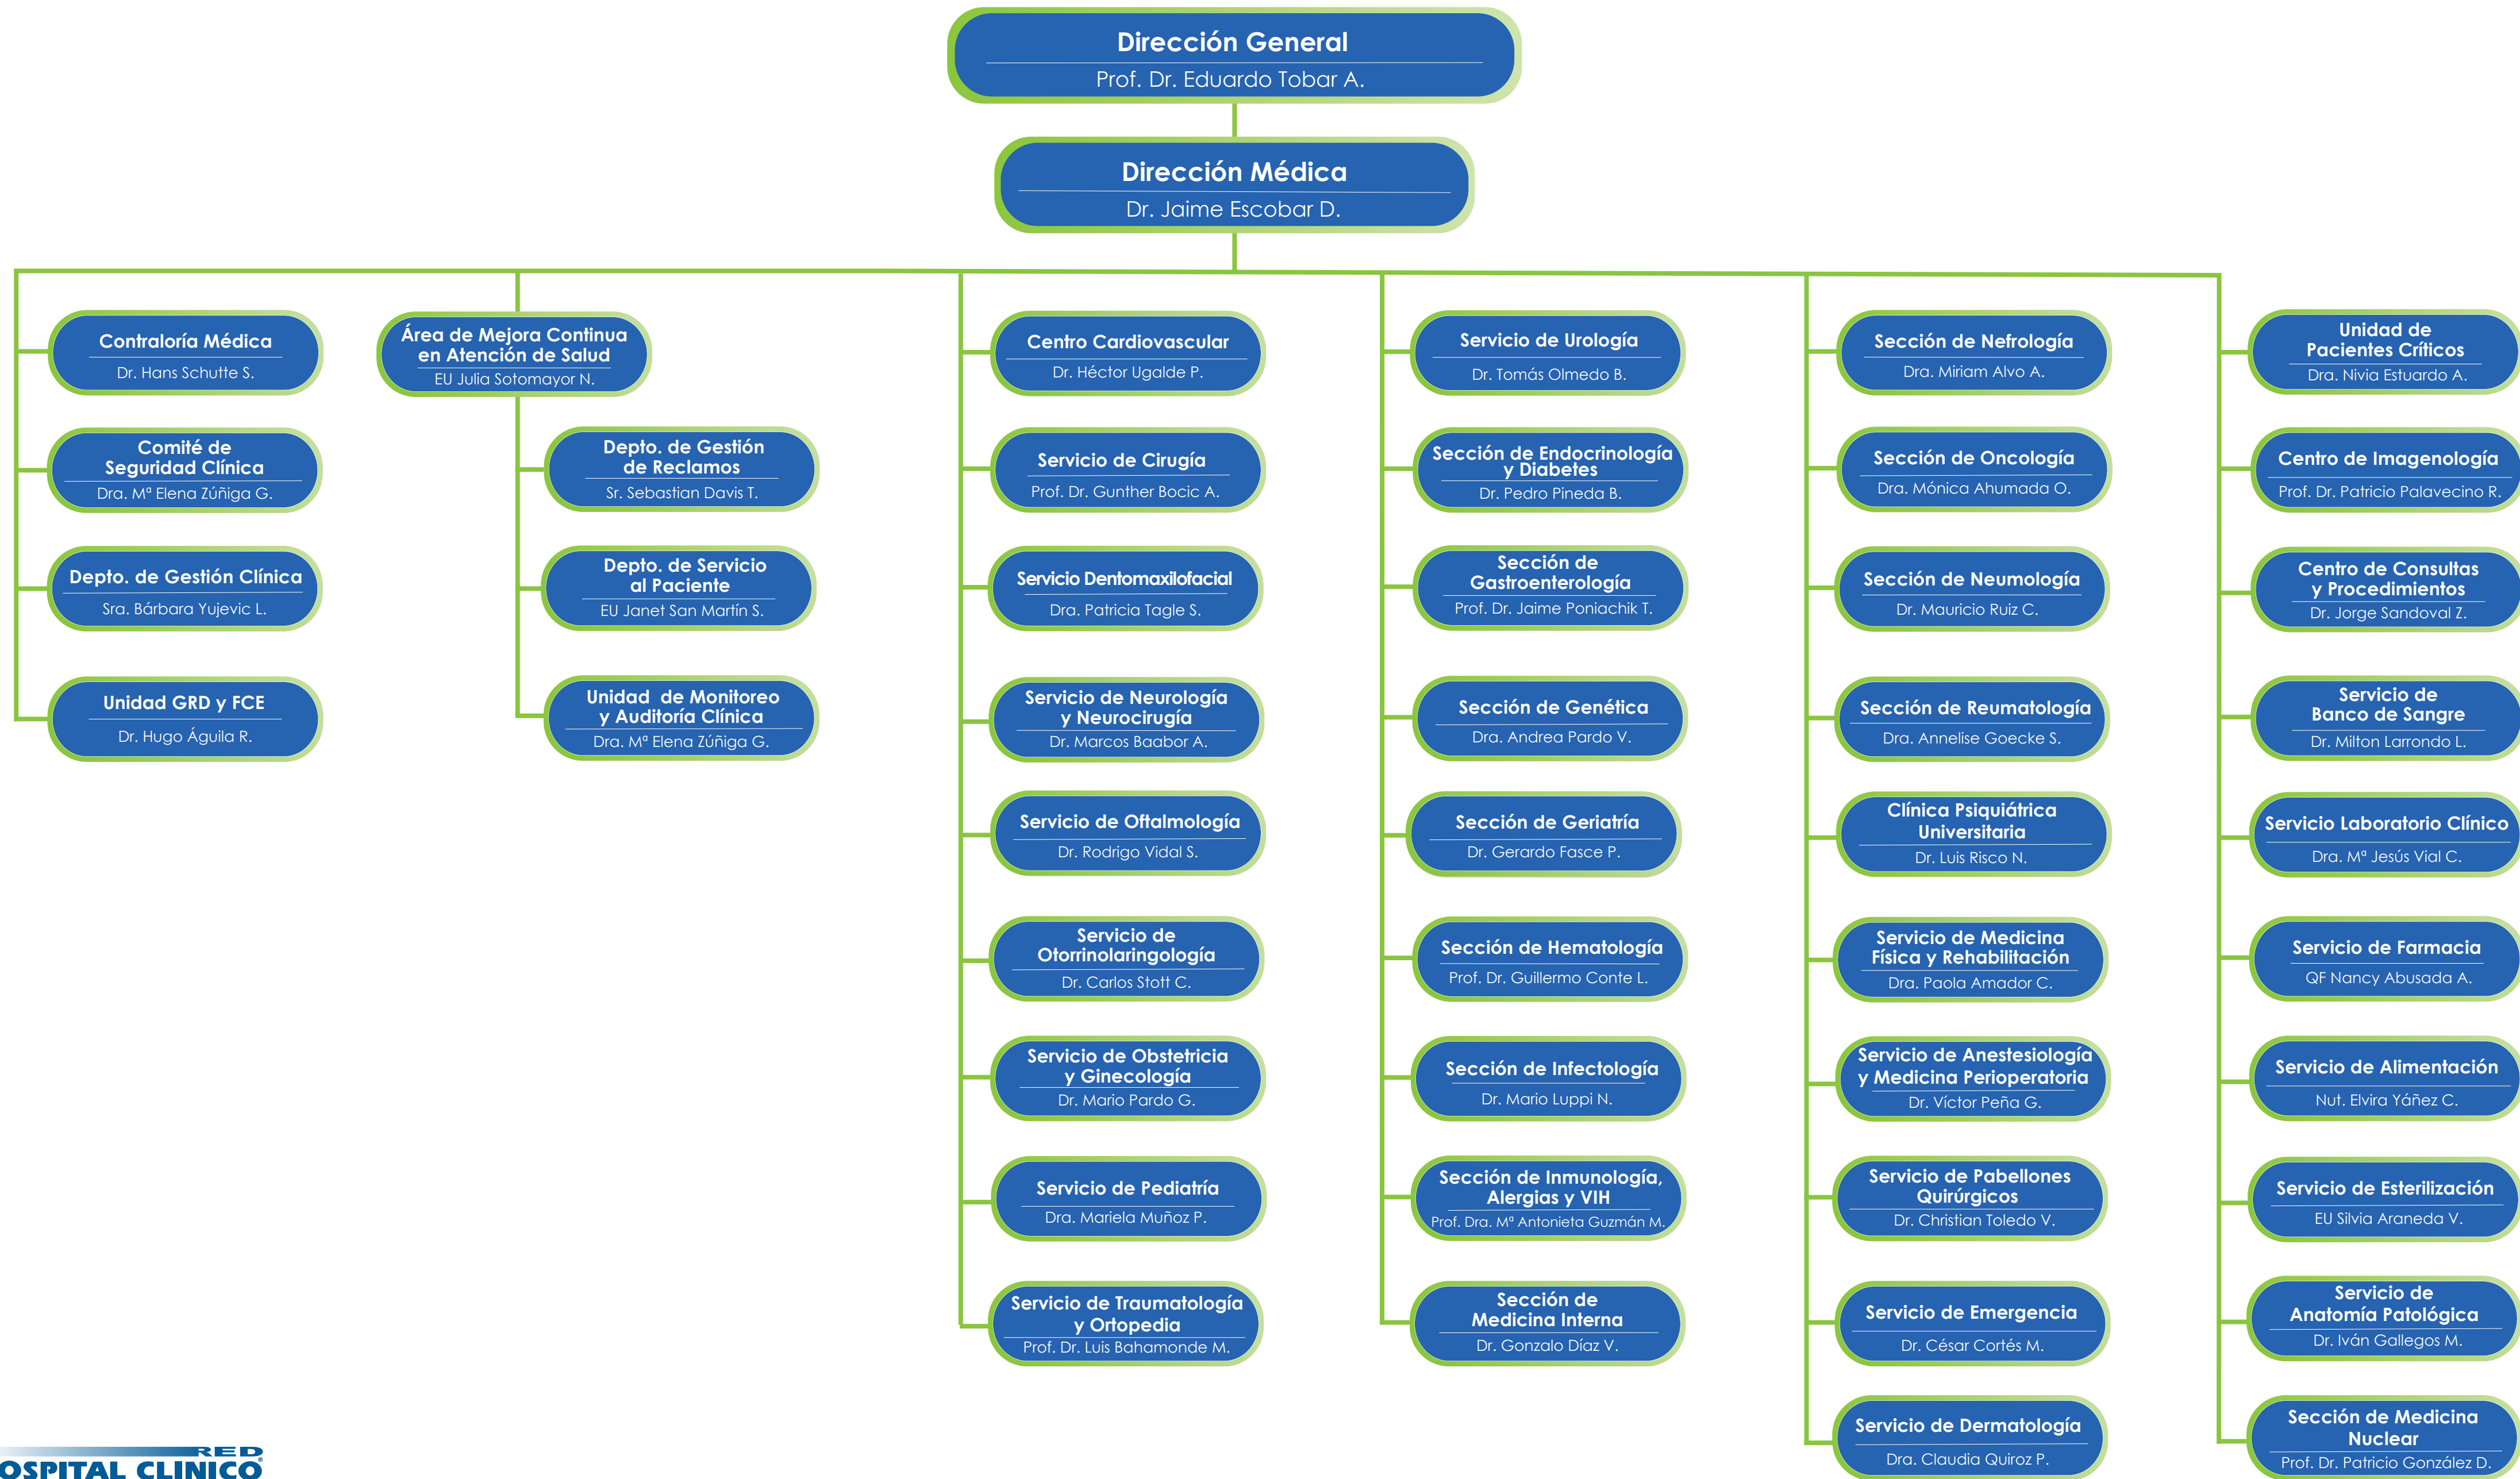 Dirección General
Prof. Dr. Eduardo Tobar A.
Dirección Médica
Dr. Jaime Escobar D.
Contraloría Médica
Dr. Hans Schutte S.
Comité de
Seguridad Clínica
Dra. Mª Elena Zúñiga G.
Depto. de Gestión Clínica
Sra. Bárbara Yujevic L.
Unidad GRD y FCE
Dr. Hugo Águila R.
Área de Mejora Continua
en Atención de Salud
EU Julia Sotomayor N.
Depto. de Gestión
de Reclamos
Sr. Sebastian Davis T.
Depto. de Servicio
al Paciente
EU Janet San Martín S.
Unidad de Monitoreo
y Auditoría Clínica
Dra. Mª Elena Zúñiga G.
Centro Cardiovascular
Dr. Héctor Ugalde P.
Servicio de Cirugía
Prof. Dr. Gunther Bocic A.
Servicio Dentomaxilofacial
Dra. Patricia Tagle S.
Servicio de Neurología
y Neurocirugía
Dr. Marcos Baabor A.
Servicio de Oftalmología
Dr. Rodrigo Vidal S.
Servicio de
Otorrinolaringología
Dr. Carlos Stott C.
Servicio de Obstetricia
y Ginecología
Dr. Mario Pardo G.
Servicio de Pediatría
Dra. Mariela Muñoz P.
Servicio de Traumatología
y Ortopedia
Prof. Dr. Luis Bahamonde M.
Servicio de Urología
Dr. Tomás Olmedo B.
Sección de Endocrinología
y Diabetes
Dr. Pedro Pineda B.
Sección de
Gastroenterología
Prof. Dr. Jaime Poniachik T.
Sección de Genética
Dra. Andrea Pardo V.
Sección de Geriatría
Dr. Gerardo Fasce P.
Sección de Hematología
Prof. Dr. Guillermo Conte L.
Sección de Infectología
Dr. Mario Luppi N.
Sección de Inmunología,
Alergias y VIH
Prof. Dra. Mª Antonieta Guzmán M.
Sección de
Medicina Interna
Dr. Gonzalo Díaz V.
Sección de Nefrología
Dra. Miriam Alvo A.
Sección de Oncología
Dra. Mónica Ahumada O.
Sección de Neumología
Dr. Mauricio Ruiz C.
Sección de Reumatología
Dra. Annelise Goecke S.
Clínica Psiquiátrica
Universitaria
Dr. Luis Risco N.
Servicio de Medicina
Física y Rehabilitación
Dra. Paola Amador C.
Servicio de Anestesiología
y Medicina Perioperatoria
Dr. Víctor Peña G.
Servicio de Pabellones
Quirúrgicos
Dr. Christian Toledo V.
Servicio de Emergencia
Dr. César Cortés M.
Servicio de Dermatología
Dra. Claudia Quiroz P.
Unidad de
Pacientes Críticos
Dra. Nivia Estuardo A.
Centro de Imagenología
Prof. Dr. Patricio Palavecino R.
Centro de Consultas
y Procedimientos
Dr. Jorge Sandoval Z.
Servicio de
Banco de Sangre
Dr. Milton Larrondo L.
Servicio Laboratorio Clínico
Dra. Mª Jesús Vial C.
Servicio de Farmacia
QF Nancy Abusada A.
Servicio de Alimentación
Nut. Elvira Yáñez C.
Servicio de Esterilización
EU Silvia Araneda V.
Servicio de
Anatomía Patológica
Dr. Iván Gallegos M.
Sección de Medicina
Nuclear
Prof. Dr. Patricio González D.
RED
OSPITAL CLINICO®